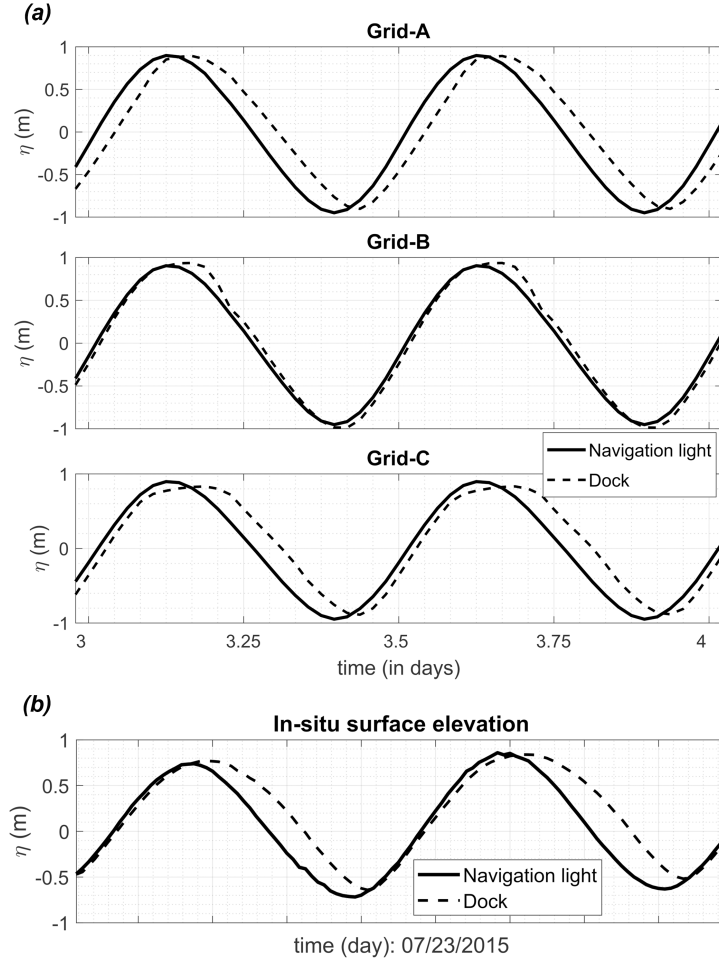 (a)
Grid-A
1
0.5
0
-0.5
-1
η (m)
Grid-B
1
0.5
0
-0.5
-1
η (m)
Navigation light
Dock
Grid-C
1
0
-1
η (m)
3 3.25 3.5 3.75 4
time (in days)
(b)
In-situ surface elevation
1
0.5
0
-0.5
-1
η (m)
Navigation light
Dock
time (day): 07/23/2015